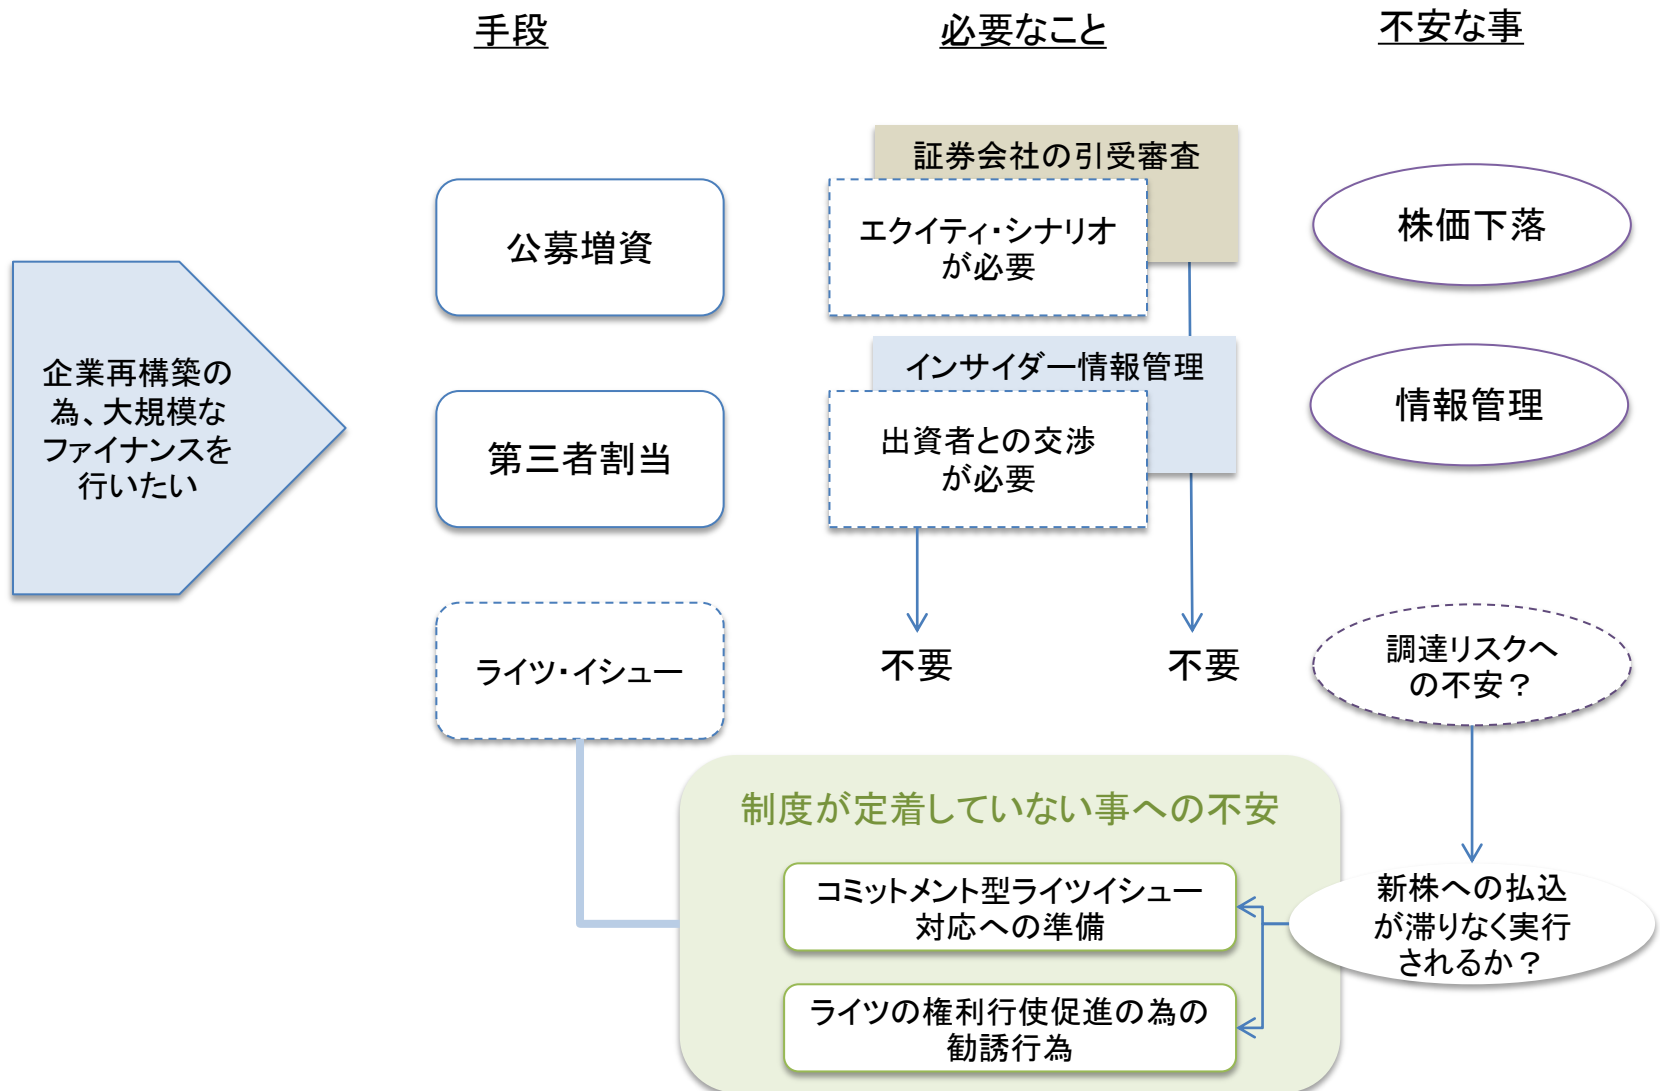 手段
必要なこと
不安な事
企業再構築の
為、大規模な
ファイナンスを
行いたい
公募増資
証券会社の引受審査
エクイティ・シナリオ
が必要
株価下落
第三者割当
インサイダー情報管理
出資者との交渉
が必要
情報管理
ライツ・イシュー
不要
不要
調達リスクへ
の不安？
制度が定着していない事への不安
コミットメント型ライツイシュー
対応への準備
ライツの権利行使促進の為の
勧誘行為
新株への払込
が滞りなく実行
されるか？